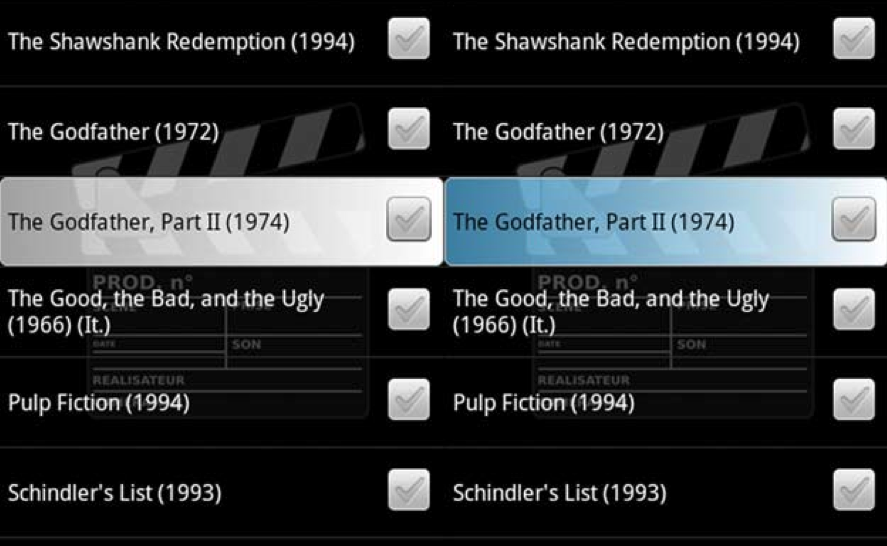 The Shawshank Redemption (1994)
The Godfather (1972)
The Godfather, Part II (1974)
PROD. n°
The Good, the Bad, and the Ugly
SCENE PRISE
(1966) (It.)
DATE SON
REALISATEUR
Pulp Fiction (1994)
Schindler's List (1993)
The Shawshank Redemption (1994)
The Godfather (1972)
The Godfather, Part II (1974)
PROD. n°
The Good, the Bad, and the Ugly
SCENE PRISE
(1966) (It.)
DATE SON
REALISATEUR
Pulp Fiction (1994)
Schindler's List (1993)